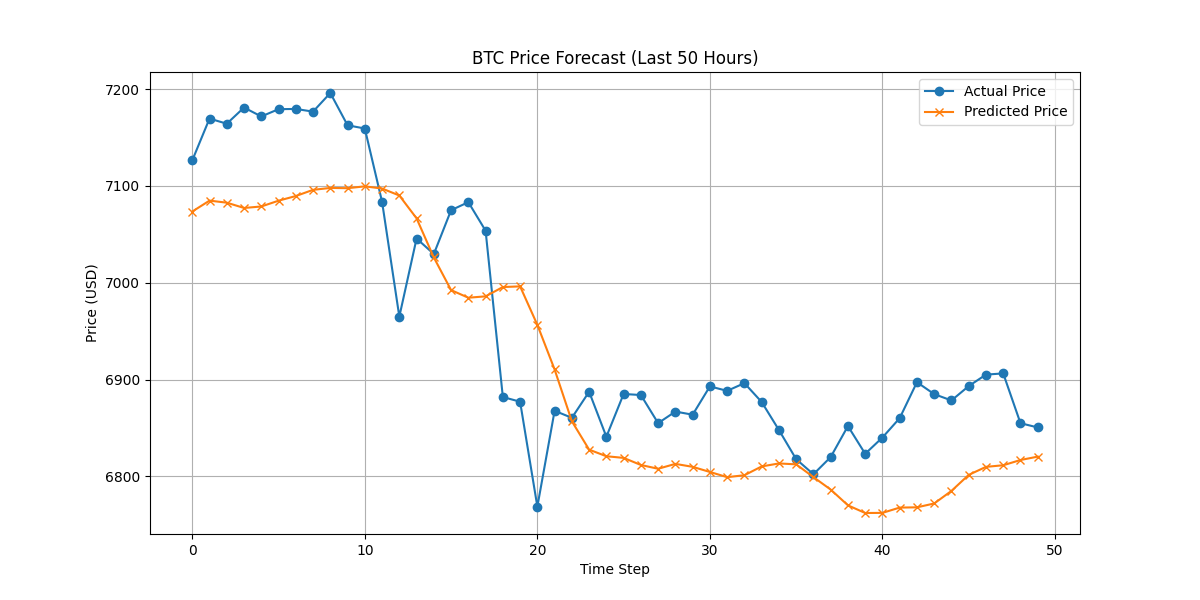 BTC Price Forecast (Last 50 Hours)
Actual Price
Predicted Price
Price (USD)
7200
7100
7000
6900
6800
0 10 20 30 40 50
Time Step